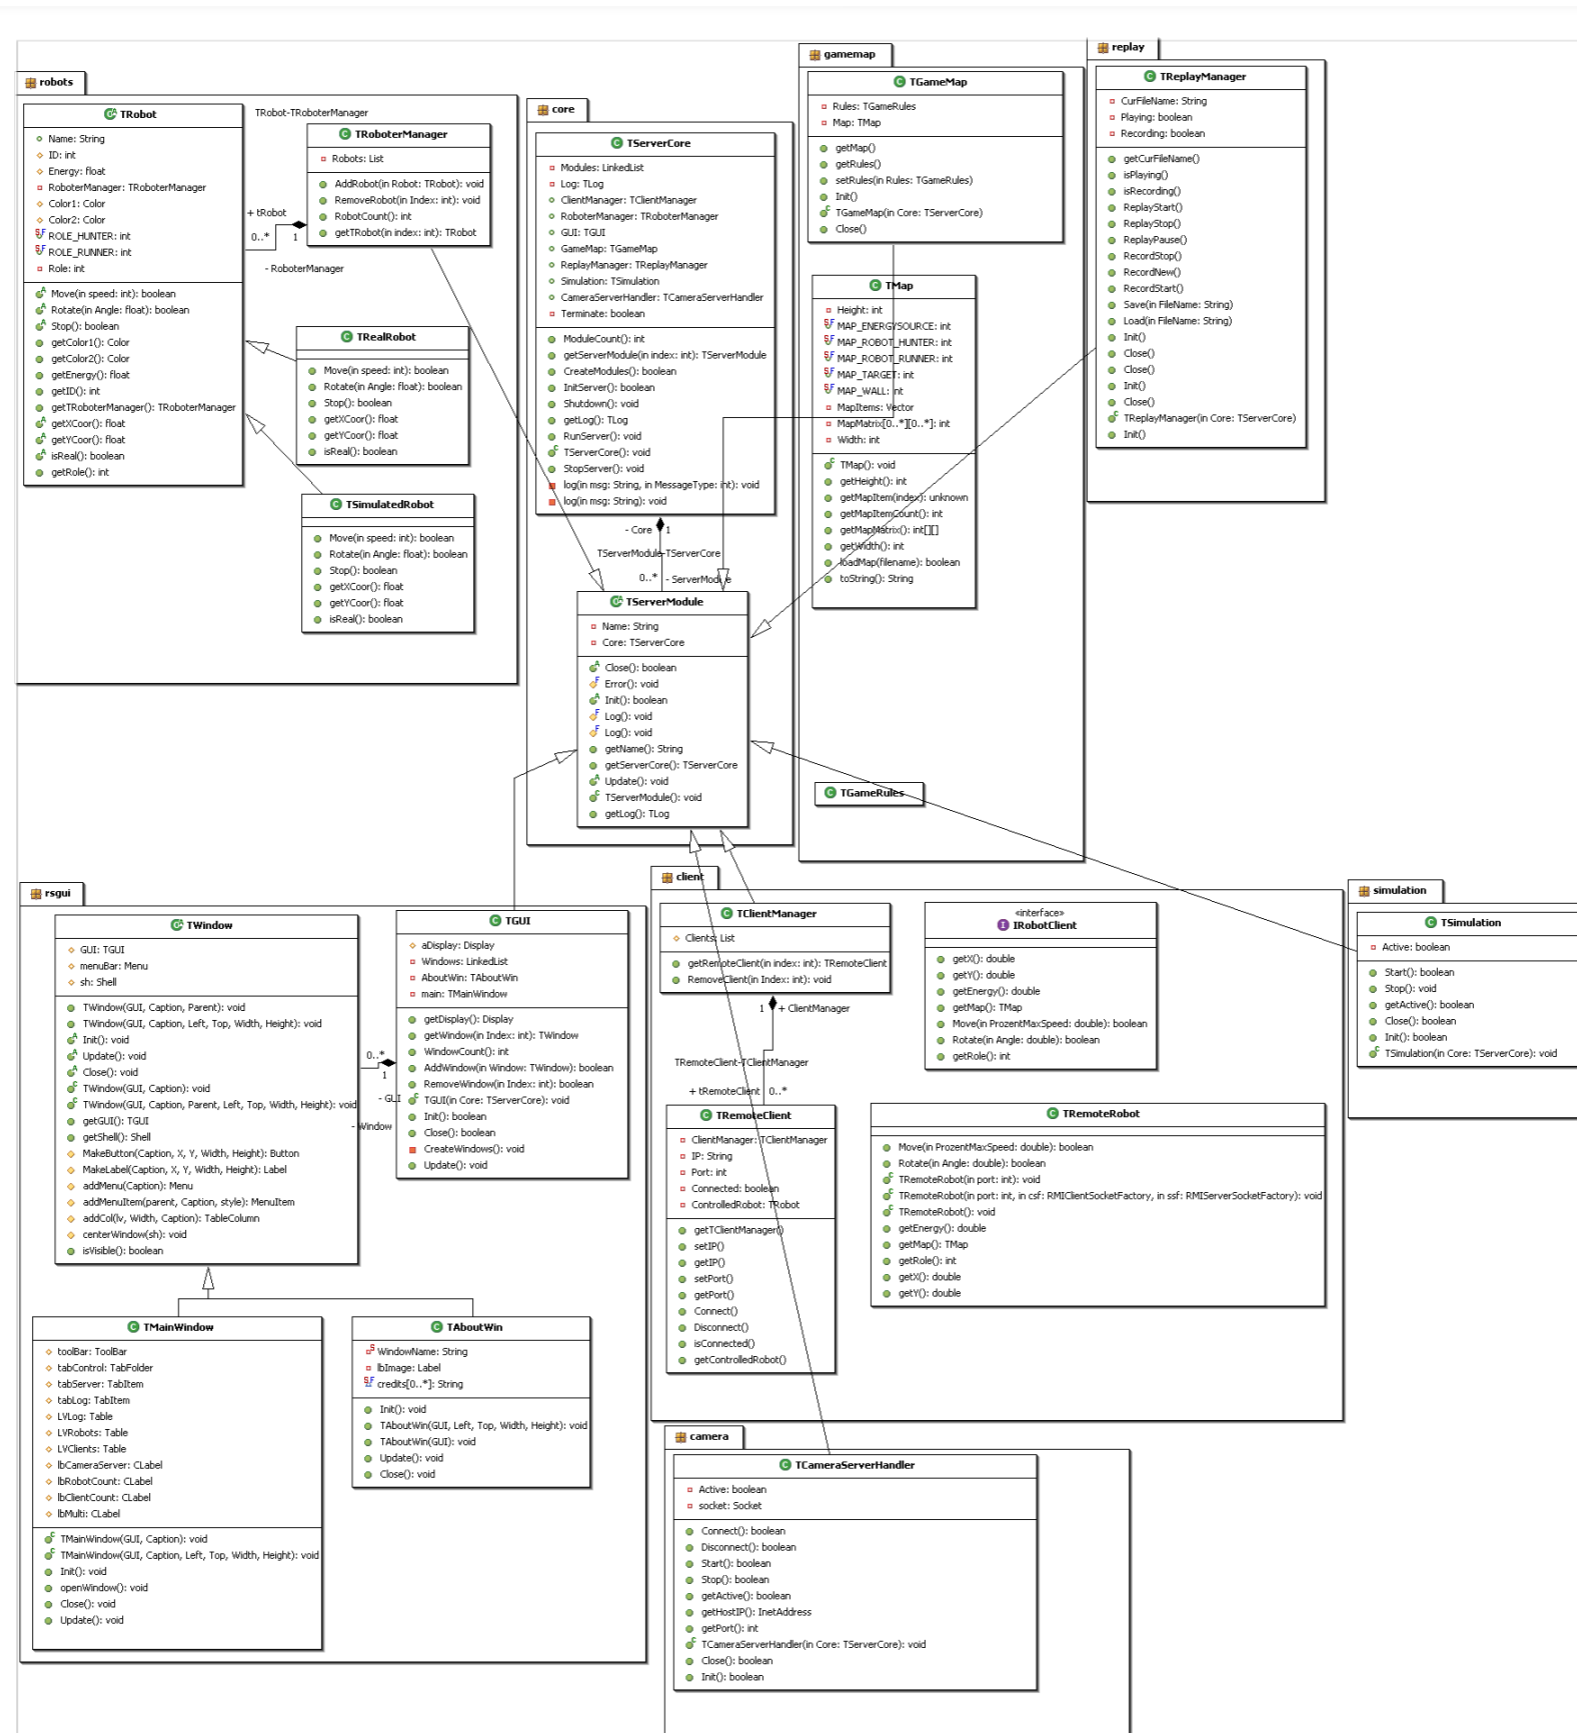 robots
TRobot
Name: String
ID: int
Energy: float
RoboterManager: TRoboterManager
Color1: Color
Color2: Color
ROLE_HUNTER: int
ROLE_RUNNER: int
Role: int
Move(in speed: int): boolean
Rotate(in Angle: float): boolean
Stop(): boolean
getColor1(): Color
getColor2(): Color
getEnergy(): float
getID(): int
getTRoboterManager(): TRoboterManager
getXCoor(): float
getYCoor(): float
isReal(): boolean
getRole(): int
TRobot-TRoboterManager
+ tRobot
0..*
1
- RoboterManager
TRoboterManager
Robots: List
AddRobot(in Robot: TRobot): void
RemoveRobot(in Index: int): void
RobotCount(): int
getTRobot(in index: int): TRobot
TRealRobot
Move(in speed: int): boolean
Rotate(in Angle: float): boolean
Stop(): boolean
getXCoor(): float
getYCoor(): float
isReal(): boolean
TSimulatedRobot
Move(in speed: int): boolean
Rotate(in Angle: float): boolean
Stop(): boolean
getXCoor(): float
getYCoor(): float
isReal(): boolean
core
TServerCore
Modules: LinkedList
Log: TLog
ClientManager: TClientManager
RoboterManager: TRoboterManager
GUI: TGUI
GameMap: TGameMap
ReplayManager: TReplayManager
Simulation: TSimulation
CameraServerHandler: TCameraServerHandler
Terminate: boolean
ModuleCount(): int
getServerModule(in index: int): TServerModule
CreateModules(): boolean
InitServer(): boolean
Shutdown(): void
getLog(): TLog
RunServer(): void
TServerCore(): void
StopServer(): void
log(in msg: String, in MessageType: int): void
log(in msg: String): void
- Core
1
TServerModule-TServerCore
0..*
- ServerModule
TServerModule
Name: String
Core: TServerCore
Close(): boolean
Error(): void
Init(): boolean
Log(): void
Log(): void
getName(): String
getServerCore(): TServerCore
Update(): void
TServerModule(): void
getLog(): TLog
gamemap
TGameMap
Rules: TGameRules
Map: TMap
getMap()
getRules()
setRules(in Rules: TGameRules)
Init()
TGameMap(in Core: TServerCore)
Close()
TMap
Height: int
MAP_ENERGYSOURCE: int
MAP_ROBOT_HUNTER: int
MAP_ROBOT_RUNNER: int
MAP_TARGET: int
MAP_WALL: int
MapItems: Vector
MapMatrix[0..*][0..*]: int
Width: int
TMap(): void
getHeight(): int
getMapItem(index): unknown
getMapItemCount(): int
getMapMatrix(): int[][]
getWidth(): int
loadMap(filename): boolean
toString(): String
TGameRules
replay
TReplayManager
CurFileName: String
Playing: boolean
Recording: boolean
getCurFileName()
isPlaying()
isRecording()
ReplayStart()
ReplayStop()
ReplayPause()
RecordStop()
RecordNew()
RecordStart()
Save(in FileName: String)
Load(in FileName: String)
Init()
Close()
Close()
Init()
Close()
TReplayManager(in Core: TServerCore)
Init()
rsgui
TWindow
GUI: TGUI
menuBar: Menu
sh: Shell
TWindow(GUI, Caption, Parent): void
TWindow(GUI, Caption, Left, Top, Width, Height): void
Init(): void
Update(): void
Close(): void
TWindow(GUI, Caption): void
TWindow(GUI, Caption, Parent, Left, Top, Width, Height): void
getGUI(): TGUI
getShell(): Shell
MakeButton(Caption, X, Y, Width, Height): Button
MakeLabel(Caption, X, Y, Width, Height): Label
addMenu(Caption): Menu
addMenuItem(parent, Caption, style): MenuItem
addCol(lv, Width, Caption): TableColumn
centerWindow(sh): void
isVisible(): boolean
0..*
1
- GUI
- Window
TGUI
aDisplay: Display
Windows: LinkedList
AboutWin: TAboutWin
main: TMainWindow
getDisplay(): Display
getWindow(in Index: int): TWindow
WindowCount(): int
AddWindow(in Window: TWindow): boolean
RemoveWindow(in Index: int): boolean
TGUI(in Core: TServerCore): void
Init(): boolean
Close(): boolean
CreateWindows(): void
Update(): void
TMainWindow
toolBar: ToolBar
tabControl: TabFolder
tabServer: TabItem
tabLog: TabItem
LVLog: Table
LVRobots: Table
LVClients: Table
lbCameraServer: CLabel
lbRobotCount: CLabel
lbClientCount: CLabel
lbMulti: CLabel
TMainWindow(GUI, Caption): void
TMainWindow(GUI, Caption, Left, Top, Width, Height): void
Init(): void
openWindow(): void
Close(): void
Update(): void
TAboutWin
WindowName: String
lbImage: Label
credits[0..*]: String
Init(): void
TAboutWin(GUI, Left, Top, Width, Height): void
TAboutWin(GUI): void
Update(): void
Close(): void
client
TClientManager
Clients: List
getRemoteClient(in index: int): TRemoteClient
RemoveClient(in Index: int): void
1
+ ClientManager
TRemoteClient-TClientManager
+ tRemoteClient
0..*
TRemoteClient
ClientManager: TClientManager
IP: String
Port: int
Connected: boolean
ControlledRobot: TRobot
getTClientManager()
setIP()
getIP()
setPort()
getPort()
Connect()
Disconnect()
isConnected()
getControlledRobot()
«interface»
IRobotClient
getX(): double
getY(): double
getEnergy(): double
getMap(): TMap
Move(in ProzentMaxSpeed: double): boolean
Rotate(in Angle: double): boolean
getRole(): int
TRemoteRobot
Move(in ProzentMaxSpeed: double): boolean
Rotate(in Angle: double): boolean
TRemoteRobot(in port: int): void
TRemoteRobot(in port: int, in csf: RMIClientSocketFactory, in ssf: RMIServerSocketFactory): void
TRemoteRobot(): void
getEnergy(): double
getMap(): TMap
getRole(): int
getX(): double
getY(): double
simulation
TSimulation
Active: boolean
Start(): boolean
Stop(): void
getActive(): boolean
Close(): boolean
Init(): boolean
TSimulation(in Core: TServerCore): void
camera
TCameraServerHandler
Active: boolean
socket: Socket
Connect(): boolean
Disconnect(): boolean
Start(): boolean
Stop(): boolean
getActive(): boolean
getHostIP(): InetAddress
getPort(): int
TCameraServerHandler(in Core: TServerCore): void
Close(): boolean
Init(): boolean